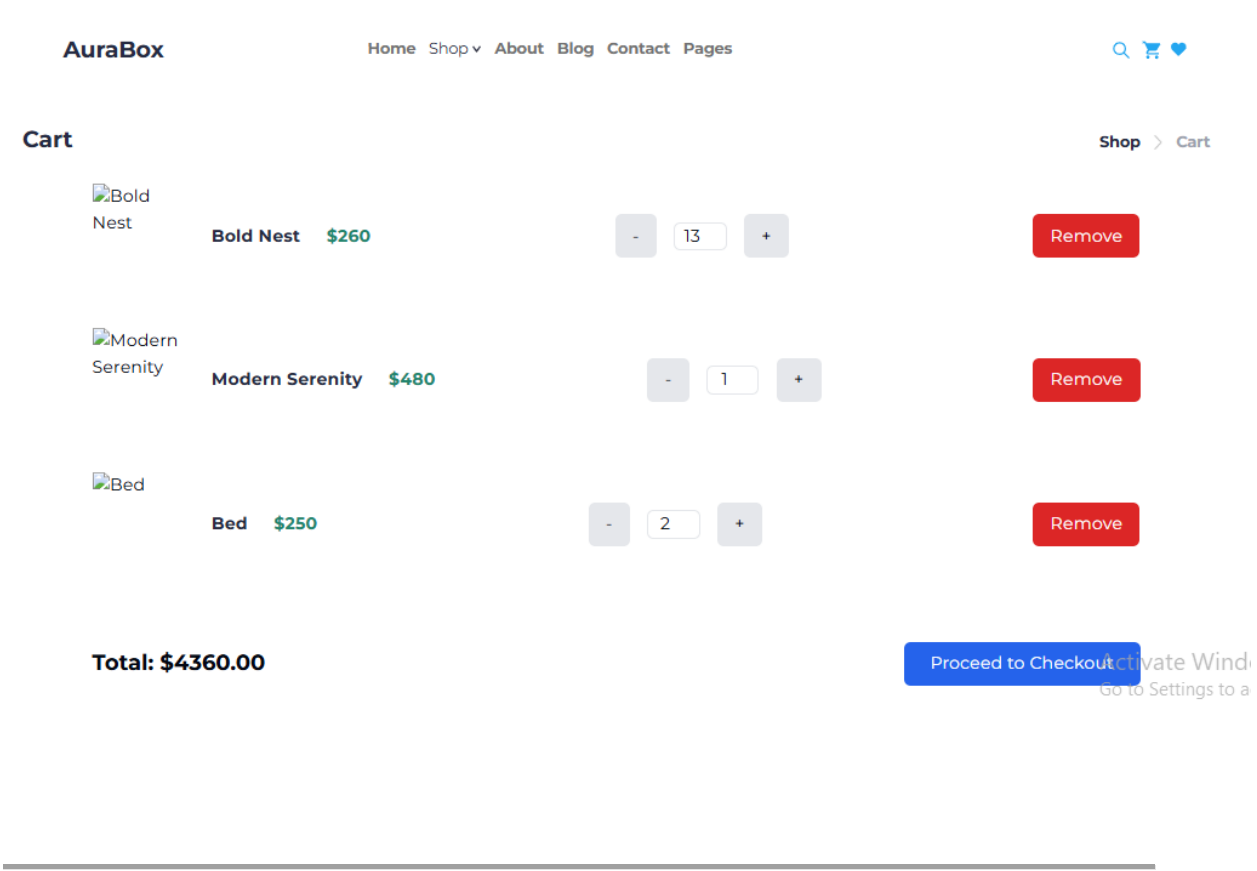 AuraBox Home Shop About Blog Contact Pages
Cart Shop > Cart
Bold
Nest
Bold Nest $260 - 13 + Remove
Modern
Serenity
Modern Serenity $480 - 1 + Remove
Bed
Bed $250 - 2 + Remove
Total: $4360.00 Proceed to Checkout
Activate
Go to Settings to